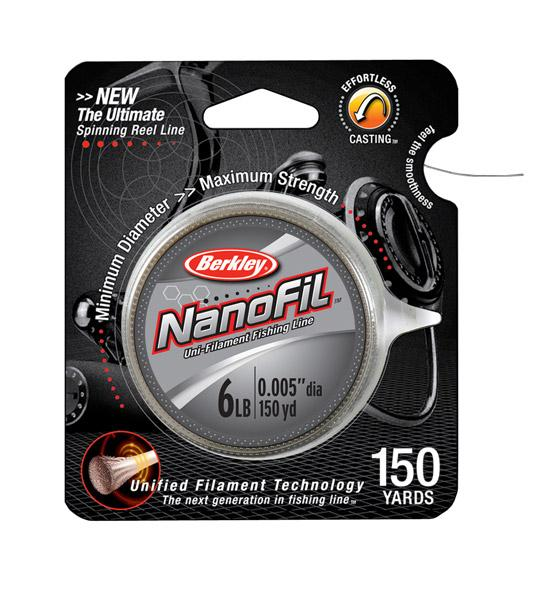 >> NEW
The Ultimate
Spinning Reel Line
EFFORTLESS
CASTING™
feel the smoothness
Minimum Diameter >> Maximum Strength
Berkley
NanoFil™
Uni-Filament Fishing Line
6LB
0.005" dia
150 yd
Unified Filament Technology
The next generation in fishing line™
150
YARDS